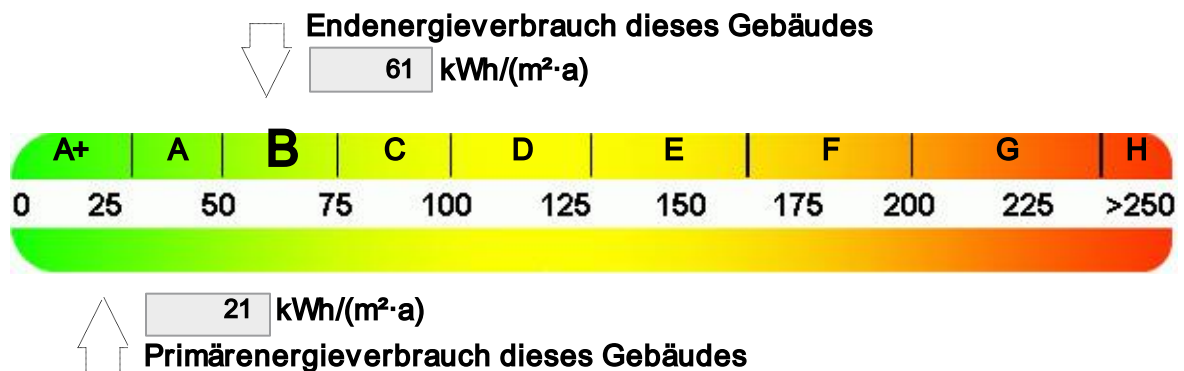 Endenergieverbrauch dieses Gebäudes
61 kWh/(m²·a)
A+ A B C D E F G H
0 25 50 75 100 125 150 175 200 225 >250
21 kWh/(m²·a)
Primärenergieverbrauch dieses Gebäudes